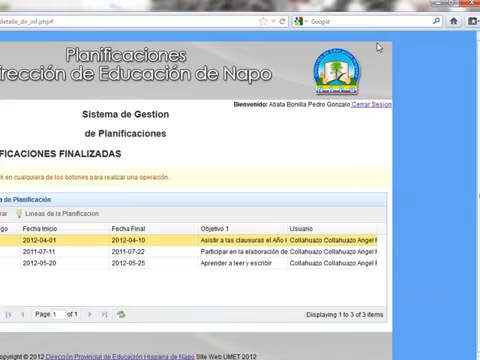 detalle_dir_inf.php#
Google
Planificaciones
irección de Educación de Napo
NAPO
Bienvenido: Abata Bonilla Pedro Gonzalo Cerrar Sesion
Sistema de Gestion
de Planificaciones
FICACIONES FINALIZADAS
k en cualquiera de los botones para realizar una operación.
a de Planificación
rar Lineas de la Planificacion
go Fecha Inicio Fecha Final Objetivo 1 Usuario
2012-04-01 2012-04-10 Asistir a las clausuras el Año l Collahuazo Collahuazo Angel F
2011-07-11 2011-07-22 Participar en la elaboración de Collahuazo Collahuazo Angel F
2012-05-20 2012-05-25 Aprender a leer y escribir Collahuazo Collahuazo Angel F
Page 1 of 1 Displaying 1 to 3 of 3 items
Copyright © 2012 Dirección Provincial de Educación Hispana de Napo Site Web UMET 2012